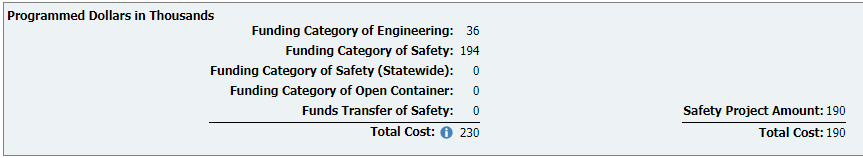 Programmed Dollars in Thousands
Funding Category of Engineering: 36
Funding Category of Safety: 194
Funding Category of Safety (Statewide): 0
Funding Category of Open Container: 0
Funds Transfer of Safety: 0 Safety Project Amount: 190
Total Cost: i 230 Total Cost: 190